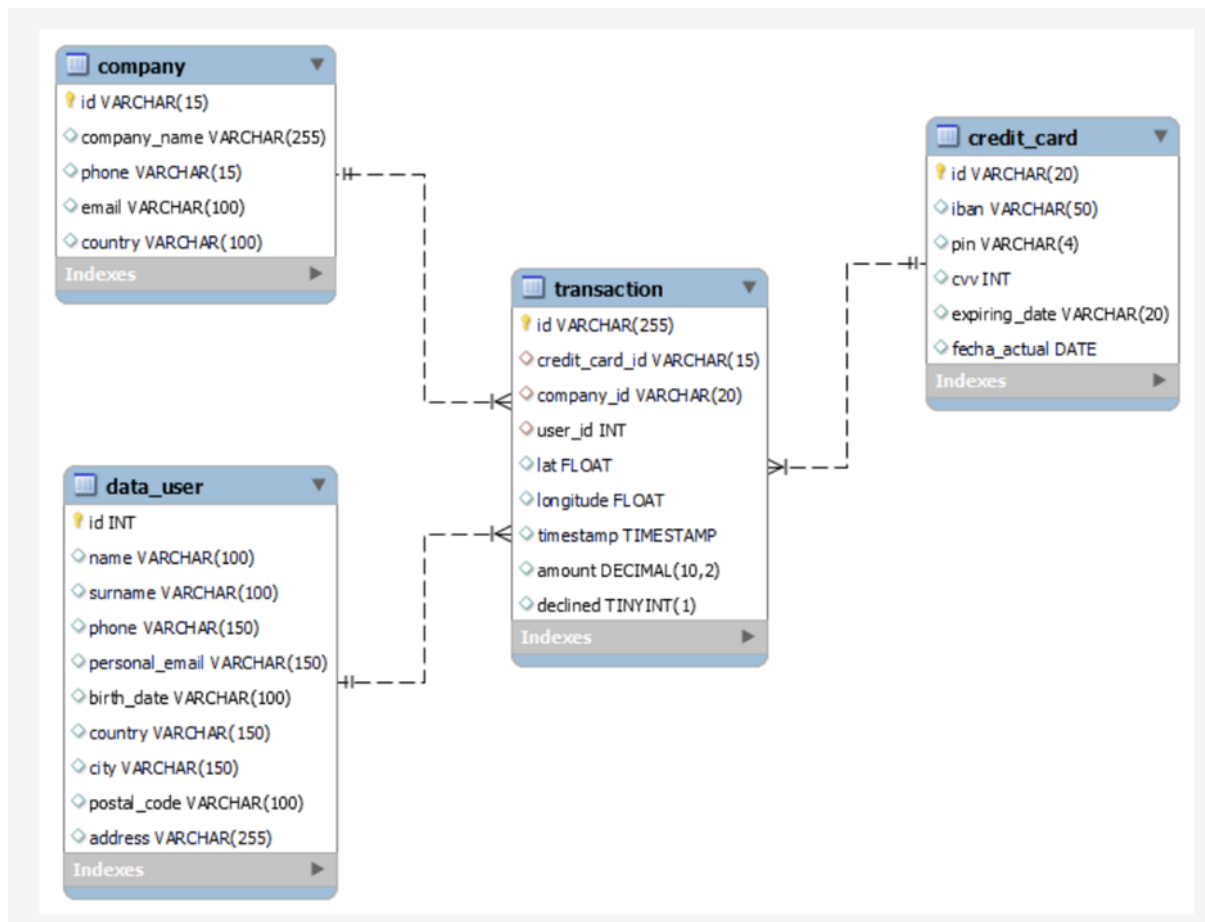 company
id VARCHAR(15)
company_name VARCHAR(255)
phone VARCHAR(15)
email VARCHAR(100)
country VARCHAR(100)
Indexes
data_user
id INT
name VARCHAR(100)
surname VARCHAR(100)
phone VARCHAR(150)
personal_email VARCHAR(150)
birth_date VARCHAR(100)
country VARCHAR(150)
city VARCHAR(150)
postal_code VARCHAR(100)
address VARCHAR(255)
Indexes
transaction
id VARCHAR(255)
credit_card_id VARCHAR(15)
company_id VARCHAR(20)
user_id INT
lat FLOAT
longitude FLOAT
timestamp TIMESTAMP
amount DECIMAL(10,2)
declined TINYINT(1)
Indexes
credit_card
id VARCHAR(20)
iban VARCHAR(50)
pin VARCHAR(4)
cvv INT
expiring_date VARCHAR(20)
fecha_actual DATE
Indexes